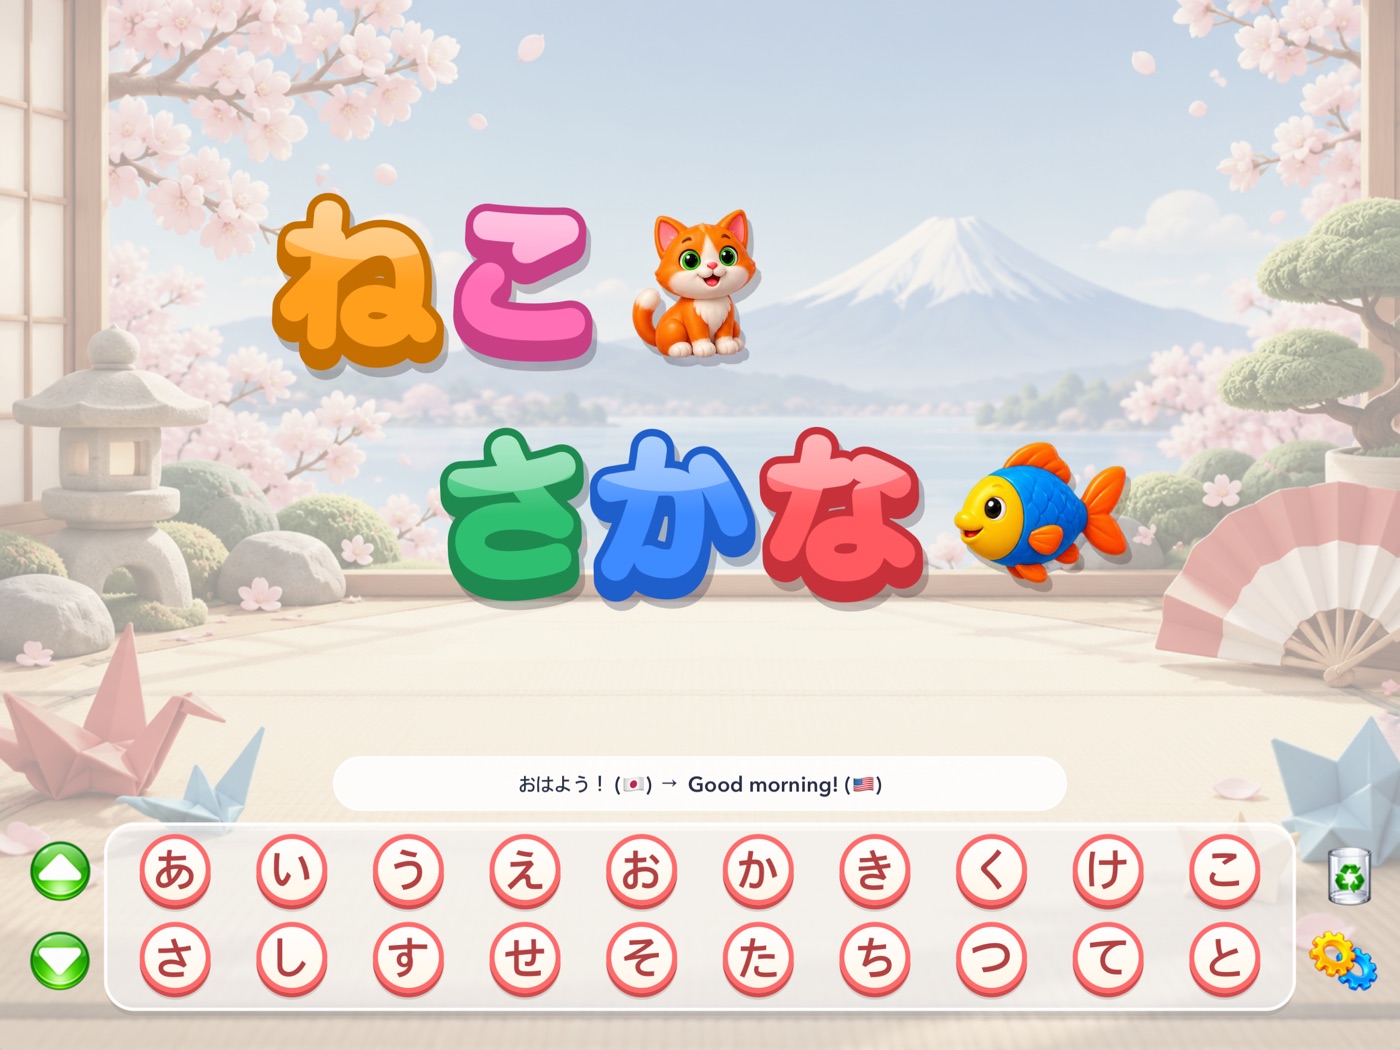 ねこ
さかな
おはよう！ (🇯🇵) → Good morning! (🇺🇸)
あ い う え お か き く け こ
さ し す せ そ た ち つ て と